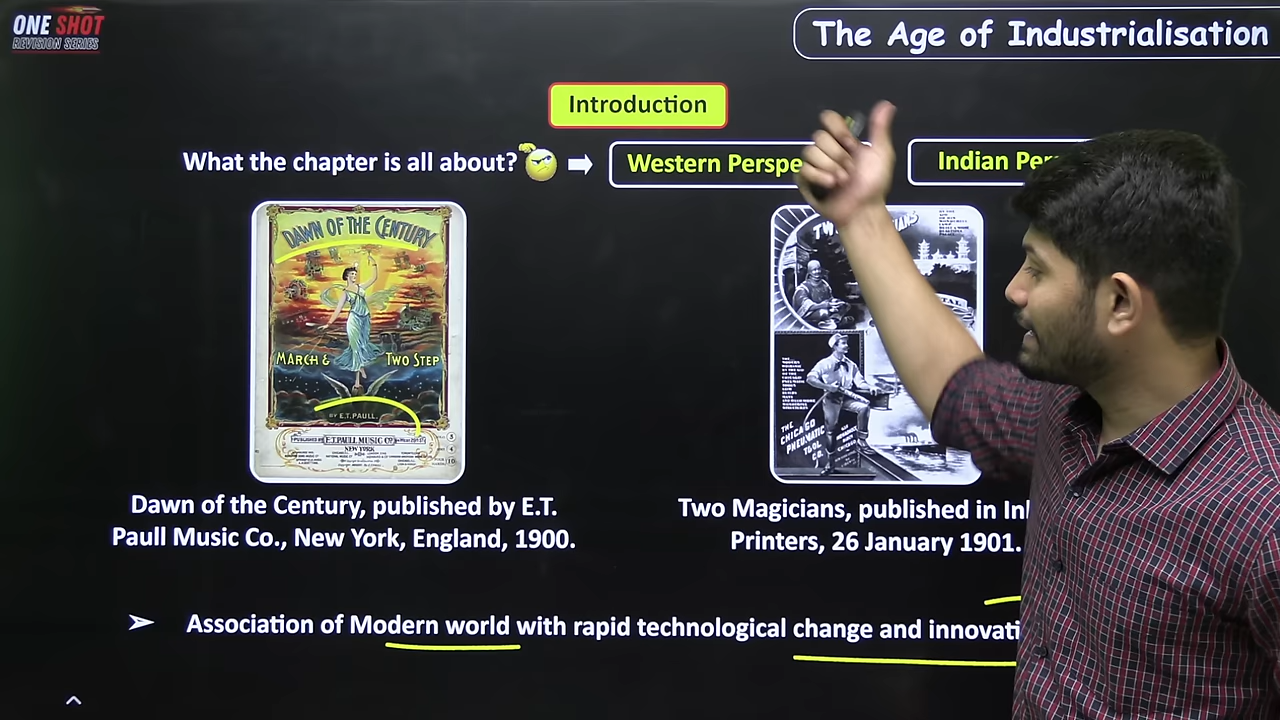 ONE SHOT
REVISION SERIES
The Age of Industrialisation
Introduction
What the chapter is all about?
Western Perspe
Indian Per
DAWN OF THE CENTURY
MARCH & TWO STEP
BY E.T. PAULL.
E.T. PAULL MUSIC CO
NEW YORK
THE CHICAGO
PNEUMATIC
TOOL
CO.
Dawn of the Century, published by E.T.
Paull Music Co., New York, England, 1900.
Two Magicians, published in Inl
Printers, 26 January 1901.
➢ Association of Modern world with rapid technological change and innovati